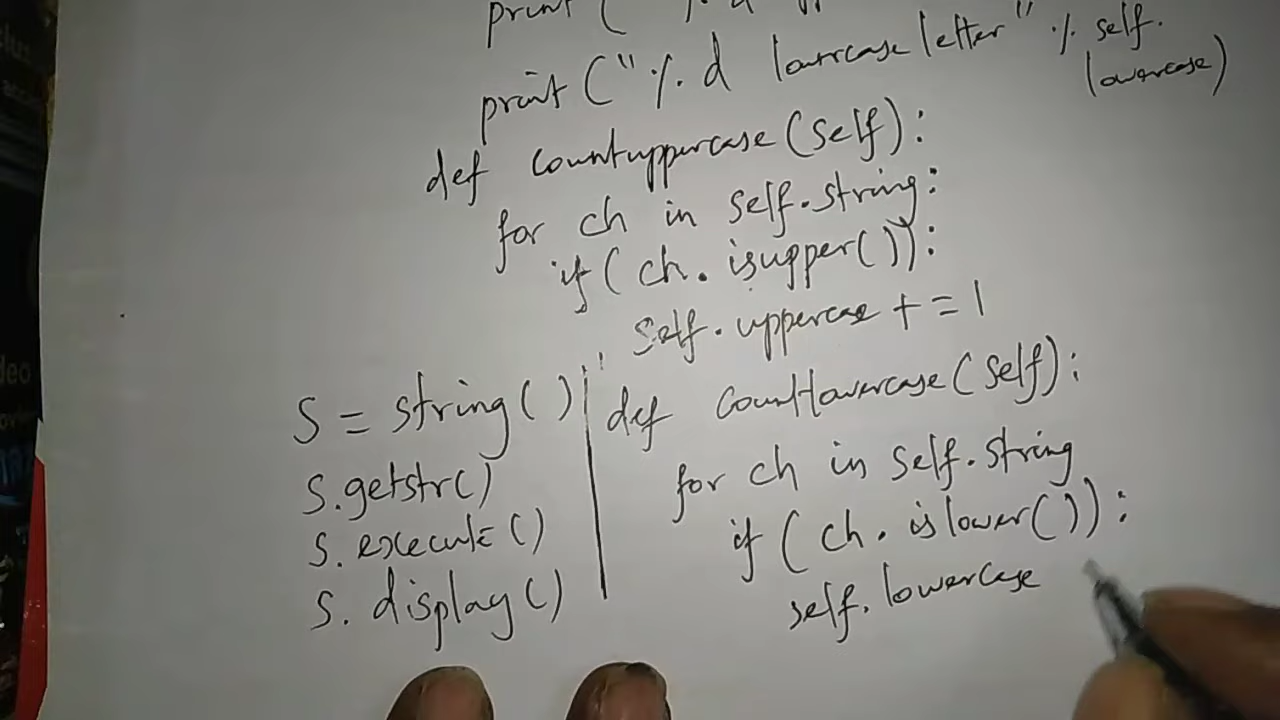 print (" %d
print ("%d lowercase letter" % self.
lowercase)
def countuppercase(self):
for ch in self.string:
if (ch. isupper()):
self.uppercase +=1
def countlowercase(self):
for ch in self.string
if (ch. islower()):
self.lowercase
S = string()
S.getstr()
S.execute()
S. display()